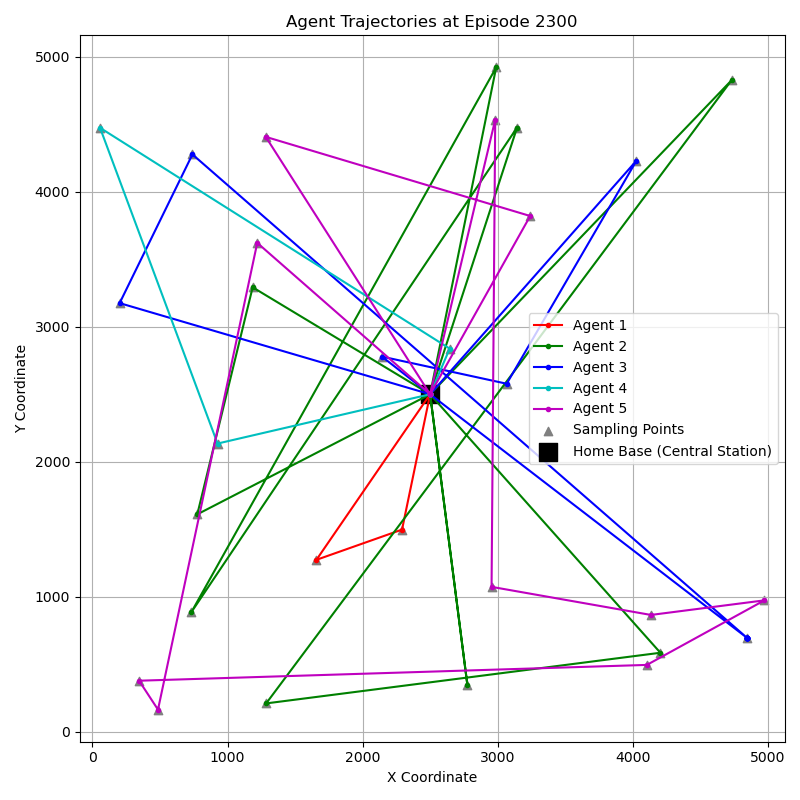 Agent Trajectories at Episode 2300
Y Coordinate
5000
4000
3000
2000
1000
0
Agent 1
Agent 2
Agent 3
Agent 4
Agent 5
Sampling Points
Home Base (Central Station)
0 1000 2000 3000 4000 5000
X Coordinate